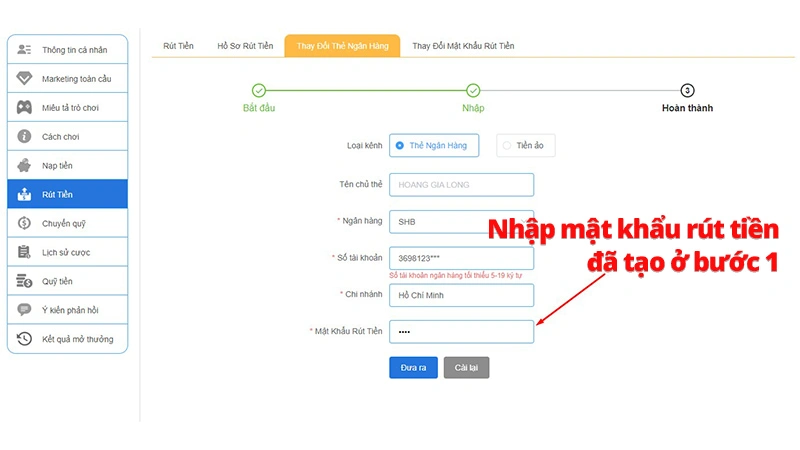 Thông tin cá nhân
Marketing toàn cầu
Miêu tả trò chơi
Cách chơi
Nạp tiền
Rút Tiền
Chuyển quỹ
Lịch sử cược
Quỹ tiền
Ý kiến phản hồi
Kết quả mở thưởng
Rút Tiền Hồ Sơ Rút Tiền Thay Đổi Thẻ Ngân Hàng Thay Đổi Mật Khẩu Rút Tiền
3
Bắt đầu Nhập Hoàn thành
Loại kênh Thẻ Ngân Hàng Tiền ảo
Tên chủ thẻ HOANG GIA LONG
* Ngân hàng SHB
* Số tài khoản 3698123***
Số tài khoản ngân hàng tối thiểu 5-19 ký tự
* Chi nhánh Hồ Chí Minh
* Mật Khẩu Rút Tiền ••••
Đưa ra Cài lại
Nhập mật khẩu rút tiền
đã tạo ở bước 1